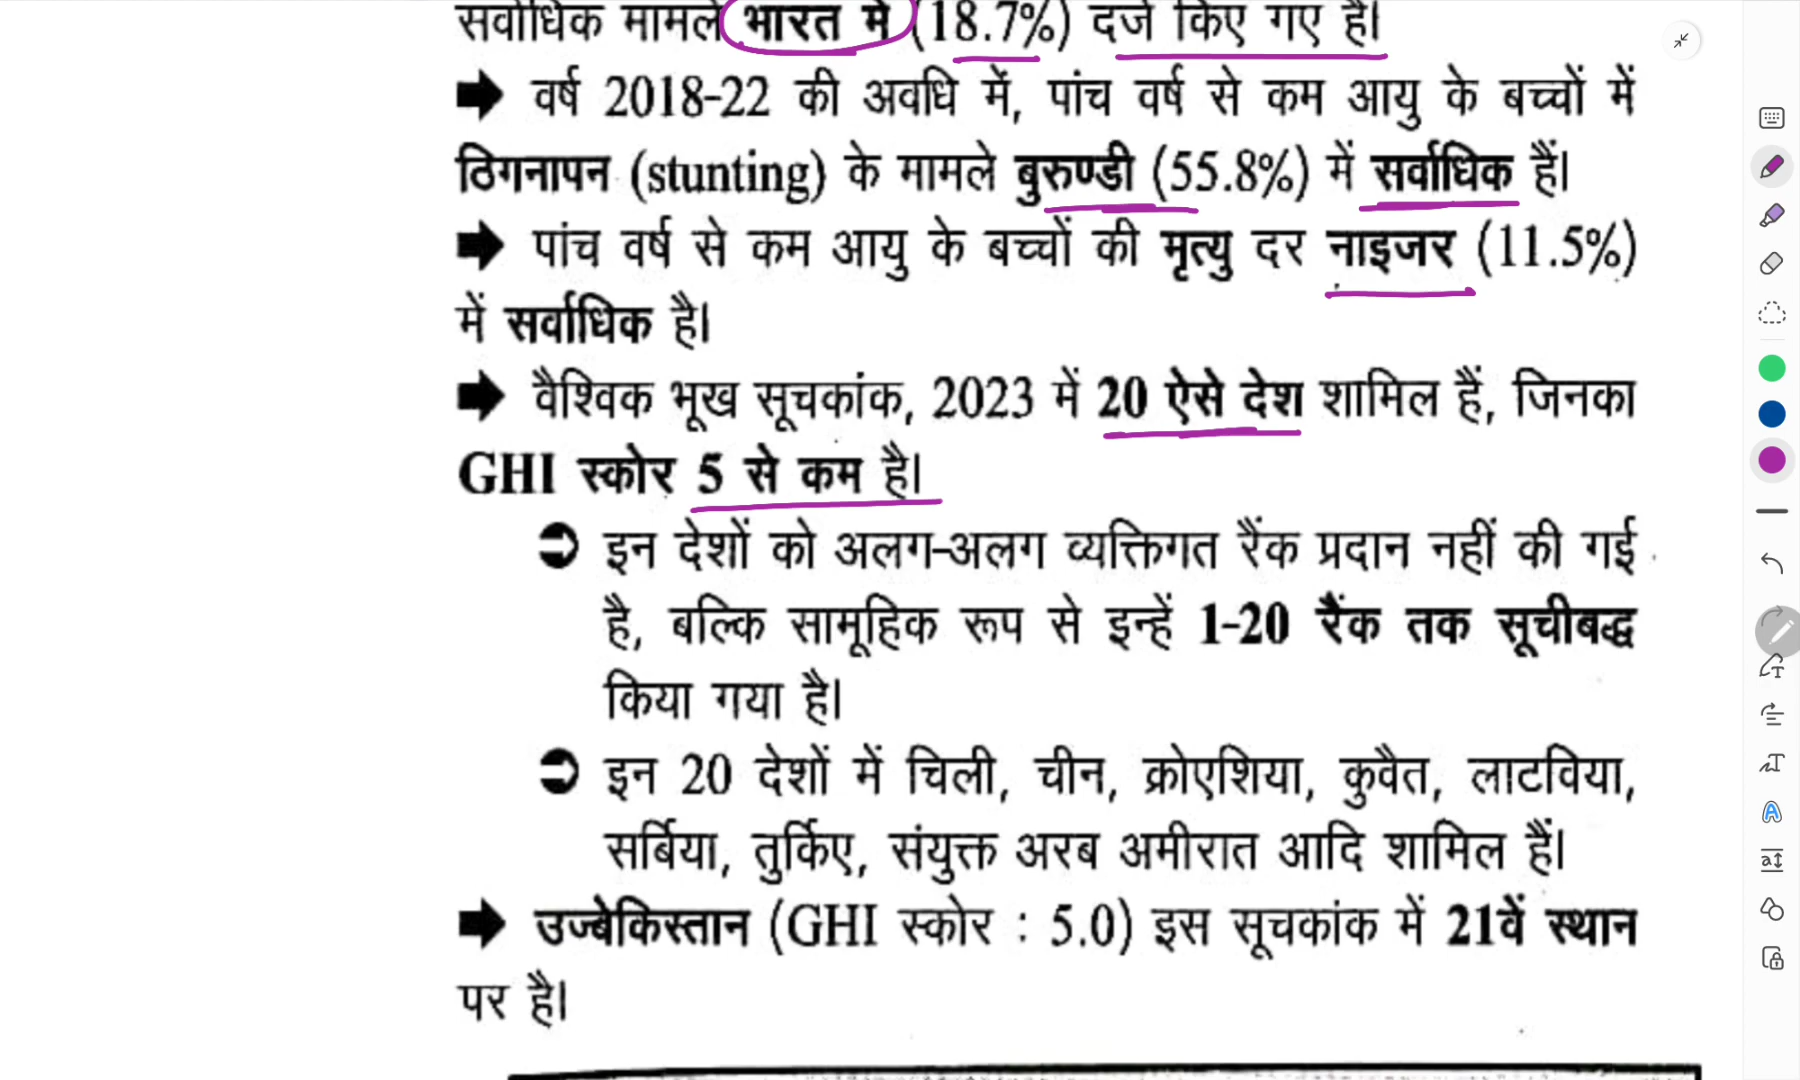 सर्वाधिक मामले भारत में (18.7%) दर्ज किए गए हैं।
➡ वर्ष 2018-22 की अवधि में, पांच वर्ष से कम आयु के बच्चों में
ठिगनापन (stunting) के मामले बुरुण्डी (55.8%) में सर्वाधिक हैं।
➡ पांच वर्ष से कम आयु के बच्चों की मृत्यु दर नाइजर (11.5%)
में सर्वाधिक है।
➡ वैश्विक भूख सूचकांक, 2023 में 20 ऐसे देश शामिल हैं, जिनका
GHI स्कोर 5 से कम है।
➲ इन देशों को अलग-अलग व्यक्तिगत रैंक प्रदान नहीं की गई
है, बल्कि सामूहिक रूप से इन्हें 1-20 रैंक तक सूचीबद्ध
किया गया है।
➲ इन 20 देशों में चिली, चीन, क्रोएशिया, कुवैत, लाटविया,
सर्बिया, तुर्किए, संयुक्त अरब अमीरात आदि शामिल हैं।
➡ उज्बेकिस्तान (GHI स्कोर : 5.0) इस सूचकांक में 21वें स्थान
पर है।